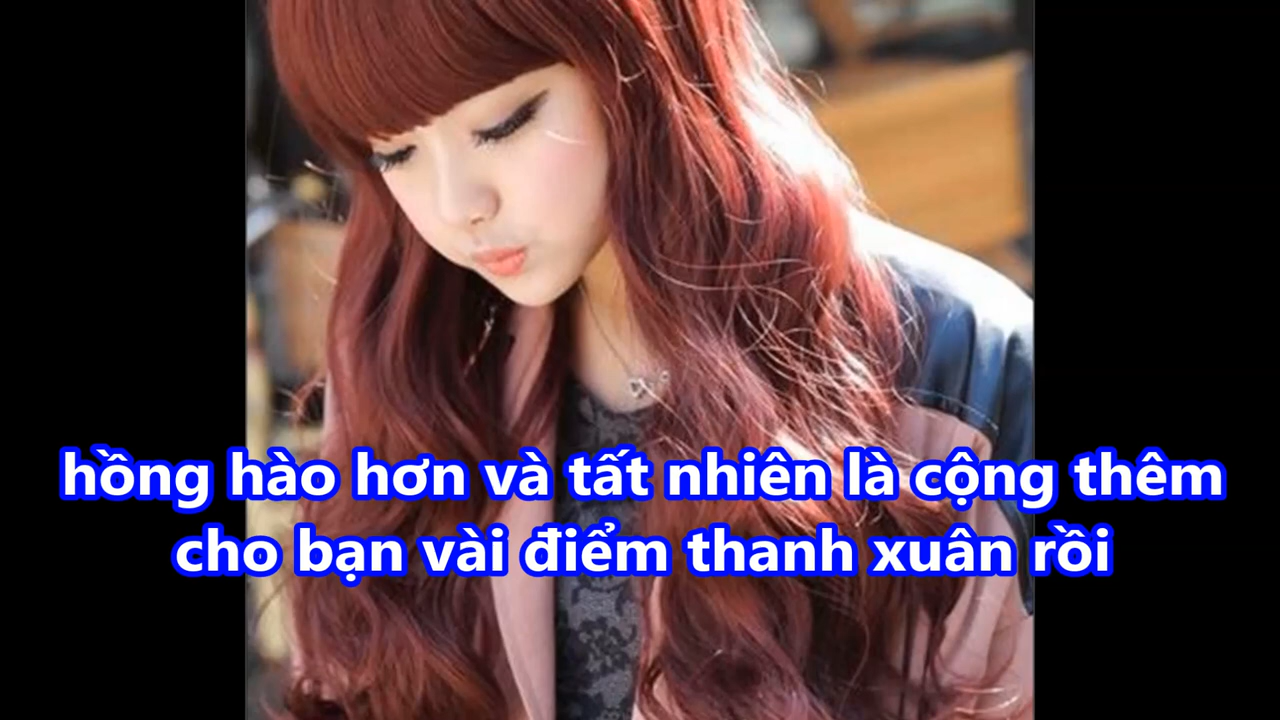 hồng hào hơn và tất nhiên là cộng thêm
cho bạn vài điểm thanh xuân rồi